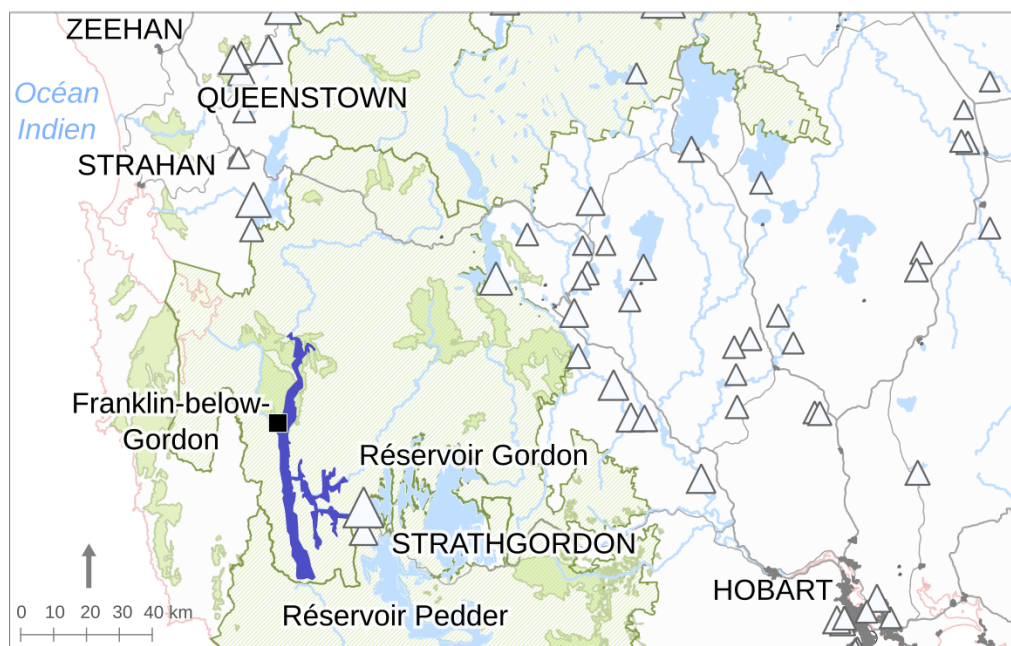 ZEEHAN
Océan
Indien
QUEENSTOWN
STRAHAN
Franklin-below-
Gordon
Réservoir Gordon
STRATHGORDON
HOBART
Réservoir Pedder
0 10 20 30 40 km